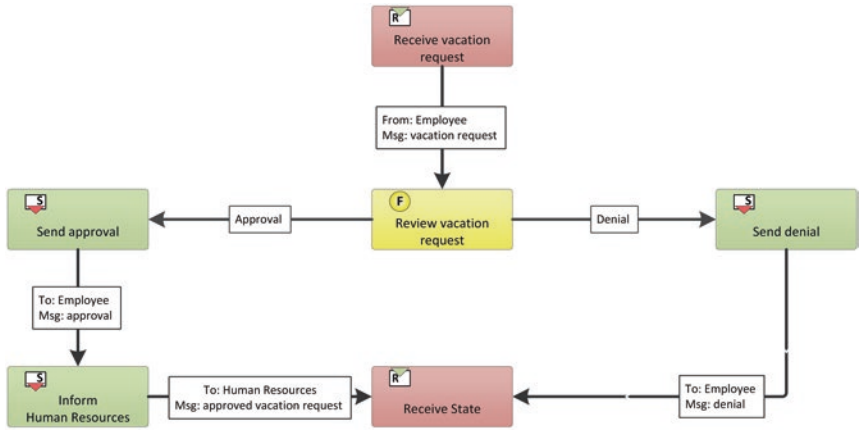 R
Receive vacation
request
From: Employee
Msg: vacation request
S
Send approval
Approval
F
Review vacation
request
Denial
S
Send denial
To: Employee
Msg: approval
S
Inform
Human Resources
To: Human Resources
Msg: approved vacation request
R
Receive State
To: Employee
Msg: denial